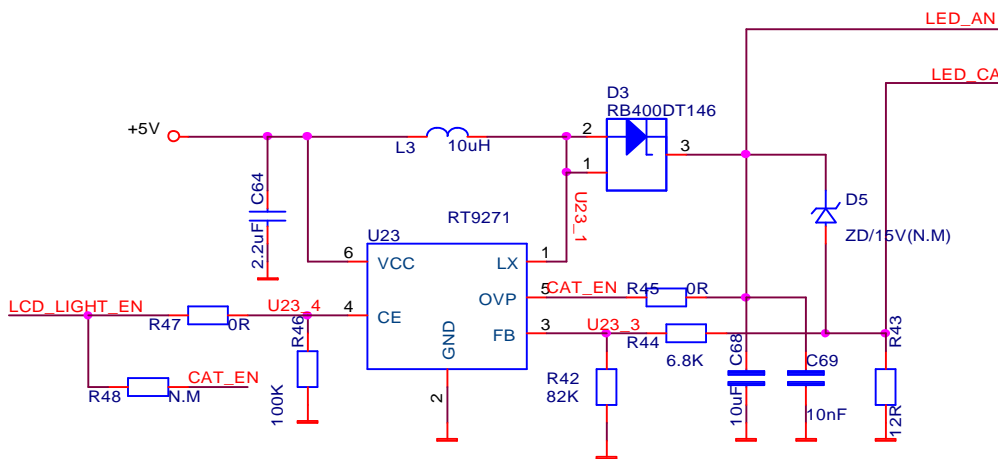 LED_AN
LED_CA
D3
RB400DT146
+5V
2
3
1
L3
10uH
C64
2.2uF
U23_1
D5
ZD/15V(N.M)
RT9271
U23
6
VCC
LX
1
OVP
5
CAT_EN
R45
0R
LCD_LIGHT_EN
R47
0R
U23_4
4
CE
GND
FB
3
U23_3
R44
6.8K
R43
R46
100K
R48
N.M
CAT_EN
2
R42
82K
C68
10uF
C69
10nF
12R